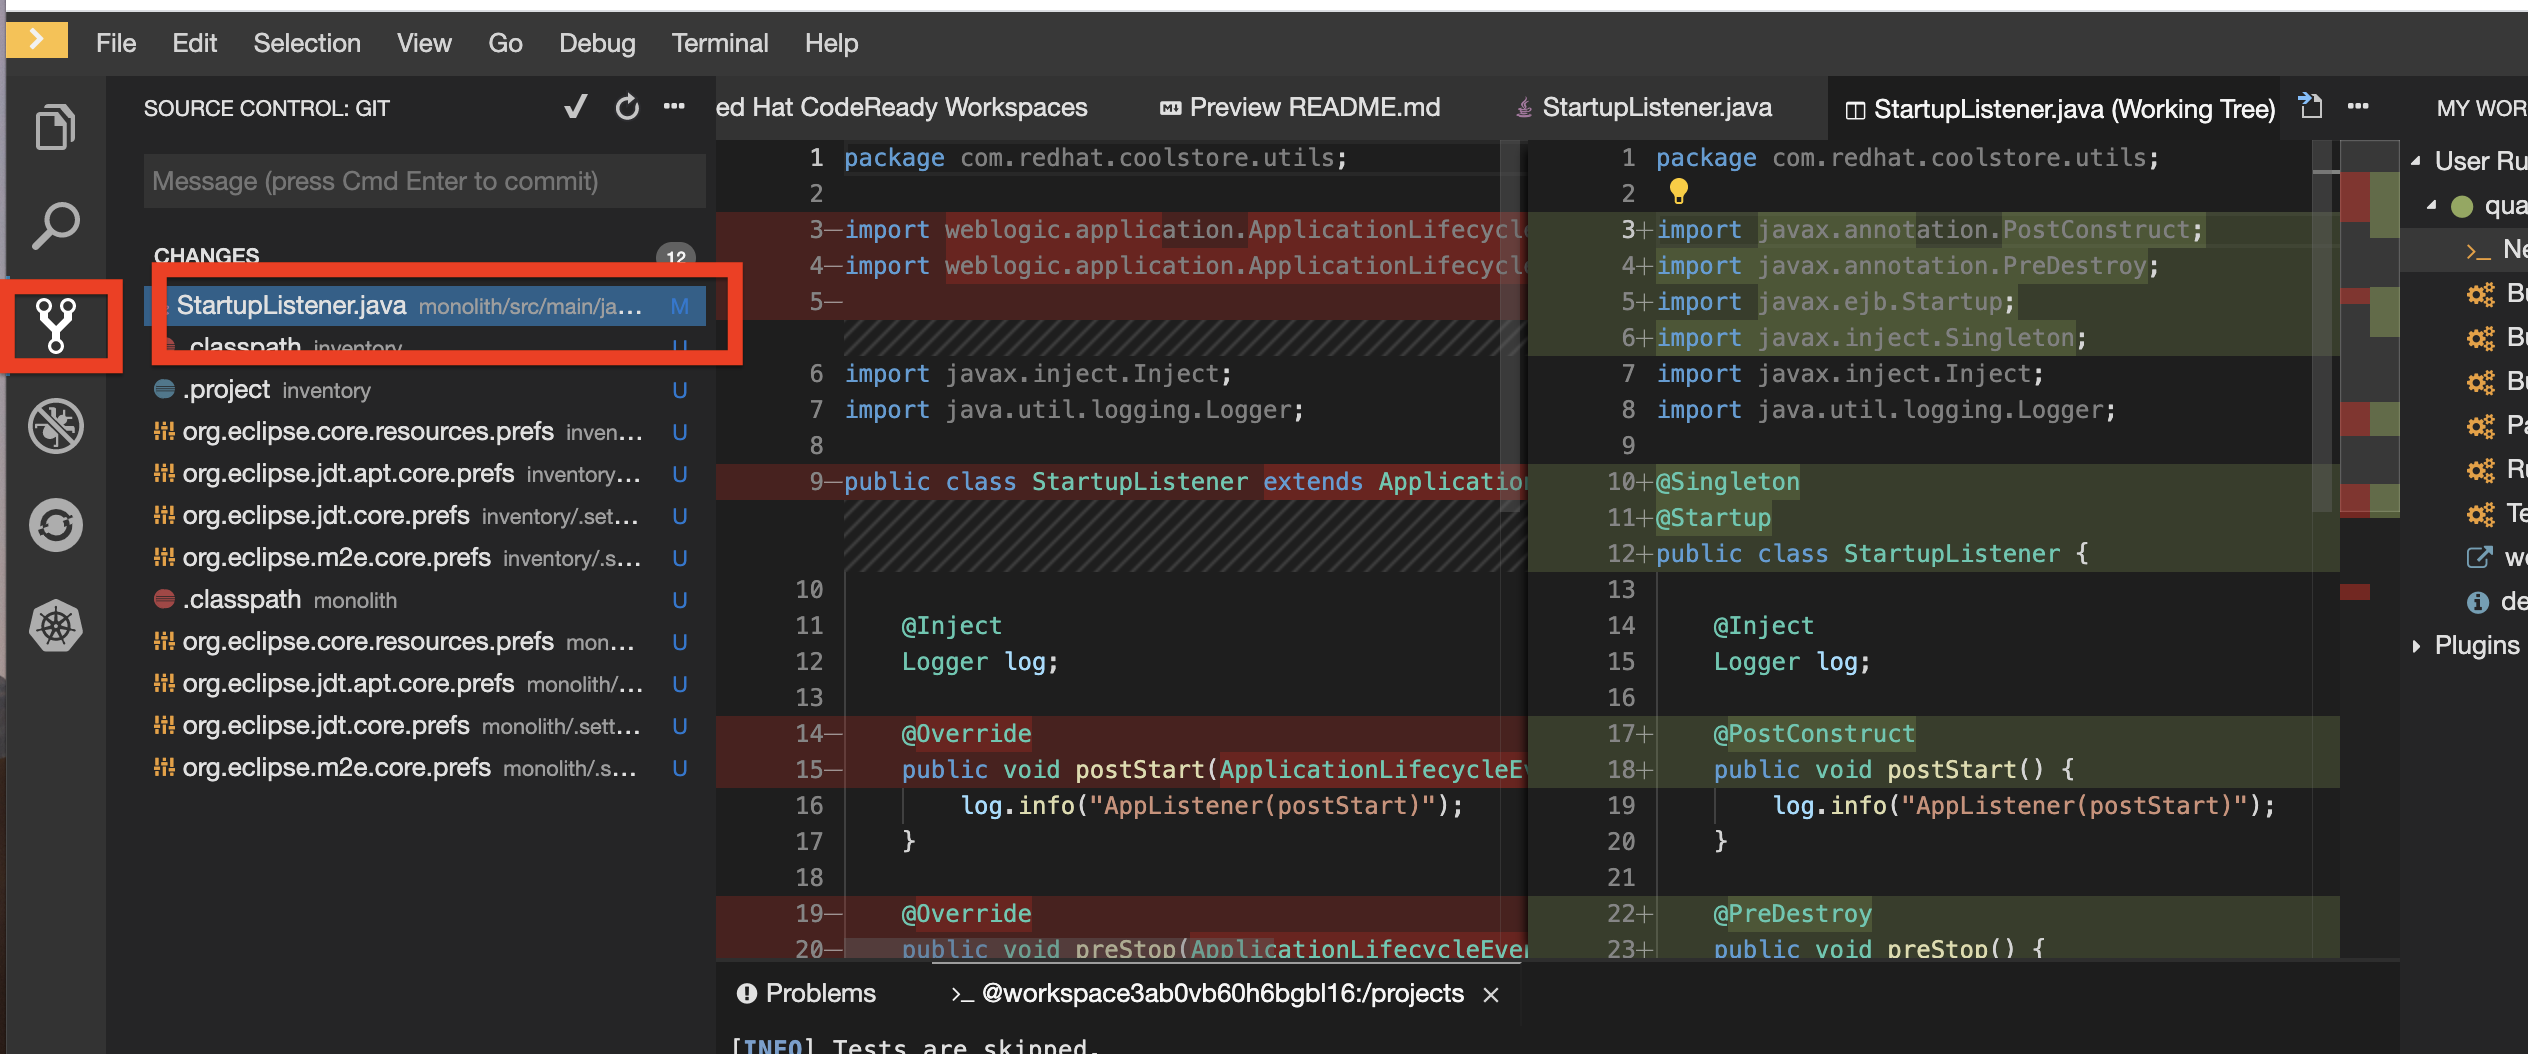 File Edit Selection View Go Debug Terminal Help
SOURCE CONTROL: GIT
Message (press Cmd Enter to commit)
CHANGES 12
StartupListener.java monolith/src/main/ja... M
.classpath inventory U
.project inventory U
org.eclipse.core.resources.prefs inven... U
org.eclipse.jdt.apt.core.prefs inventory... U
org.eclipse.jdt.core.prefs inventory/.set... U
org.eclipse.m2e.core.prefs inventory/.s... U
.classpath monolith U
org.eclipse.core.resources.prefs mon... U
org.eclipse.jdt.apt.core.prefs monolith/... U
org.eclipse.jdt.core.prefs monolith/.sett... U
org.eclipse.m2e.core.prefs monolith/.s... U
ed Hat CodeReady Workspaces Preview README.md StartupListener.java StartupListener.java (Working Tree)
1 package com.redhat.coolstore.utils;
2
3— import weblogic.application.ApplicationLifecycle
4— import weblogic.application.ApplicationLifecycle
5—
6 import javax.inject.Inject;
7 import java.util.logging.Logger;
8
9— public class StartupListener extends Application
10
11 @Inject
12 Logger log;
13
14— @Override
15— public void postStart(ApplicationLifecycleEv
16 log.info("AppListener(postStart)");
17 }
18
19— @Override
20— public void preStop(ApplicationLifecycleEve
1 package com.redhat.coolstore.utils;
2
3+ import javax.annotation.PostConstruct;
4+ import javax.annotation.PreDestroy;
5+ import javax.ejb.Startup;
6+ import javax.inject.Singleton;
7 import javax.inject.Inject;
8 import java.util.logging.Logger;
9
10+ @Singleton
11+ @Startup
12+ public class StartupListener {
13
14 @Inject
15 Logger log;
16
17+ @PostConstruct
18+ public void postStart() {
19 log.info("AppListener(postStart)");
20 }
21
22+ @PreDestroy
23+ public void preStop() {
Problems >_ @workspace3ab0vb60h6bgbl16:/projects ×
[INFO] Tests are skipped.
MY WOR
User Ru
qua
>_ Ne
Bu
Bu
Bu
Pa
Ru
Te
we
de
Plugins